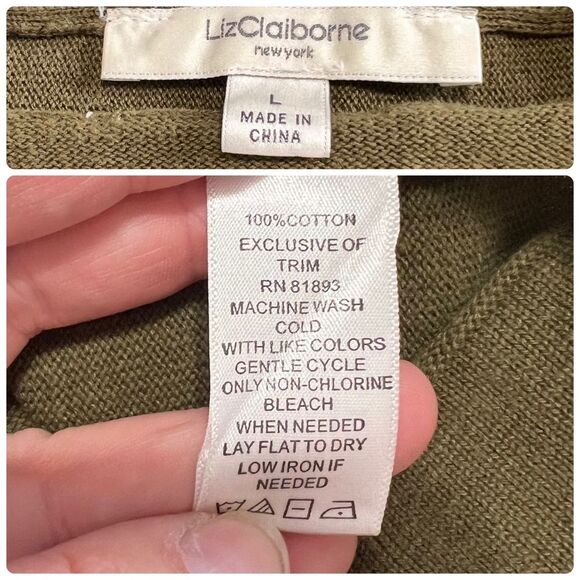 LizClaiborne
new york
L
MADE IN
CHINA
100%COTTON
EXCLUSIVE OF
TRIM
RN 81893
MACHINE WASH
COLD
WITH LIKE COLORS
GENTLE CYCLE
ONLY NON-CHLORINE
BLEACH
WHEN NEEDED
LAY FLAT TO DRY
LOW IRON IF
NEEDED